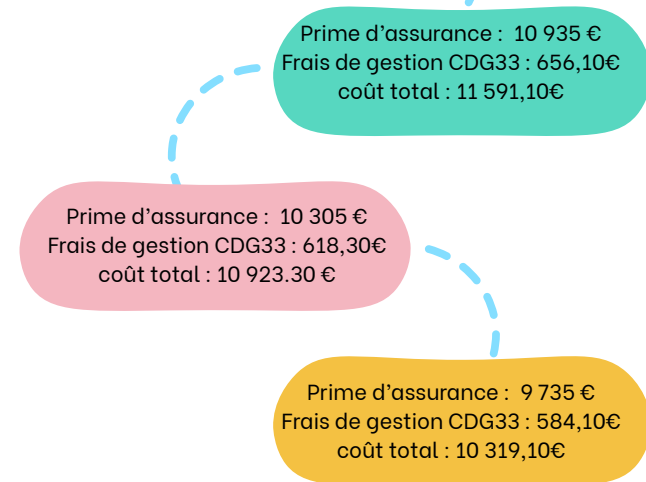 Prime d'assurance : 10 935 €
Frais de gestion CDG33 : 656,10€
coût total : 11 591,10€
Prime d'assurance : 10 305 €
Frais de gestion CDG33 : 618,30€
coût total : 10 923.30 €
Prime d'assurance : 9 735 €
Frais de gestion CDG33 : 584,10€
coût total : 10 319,10€